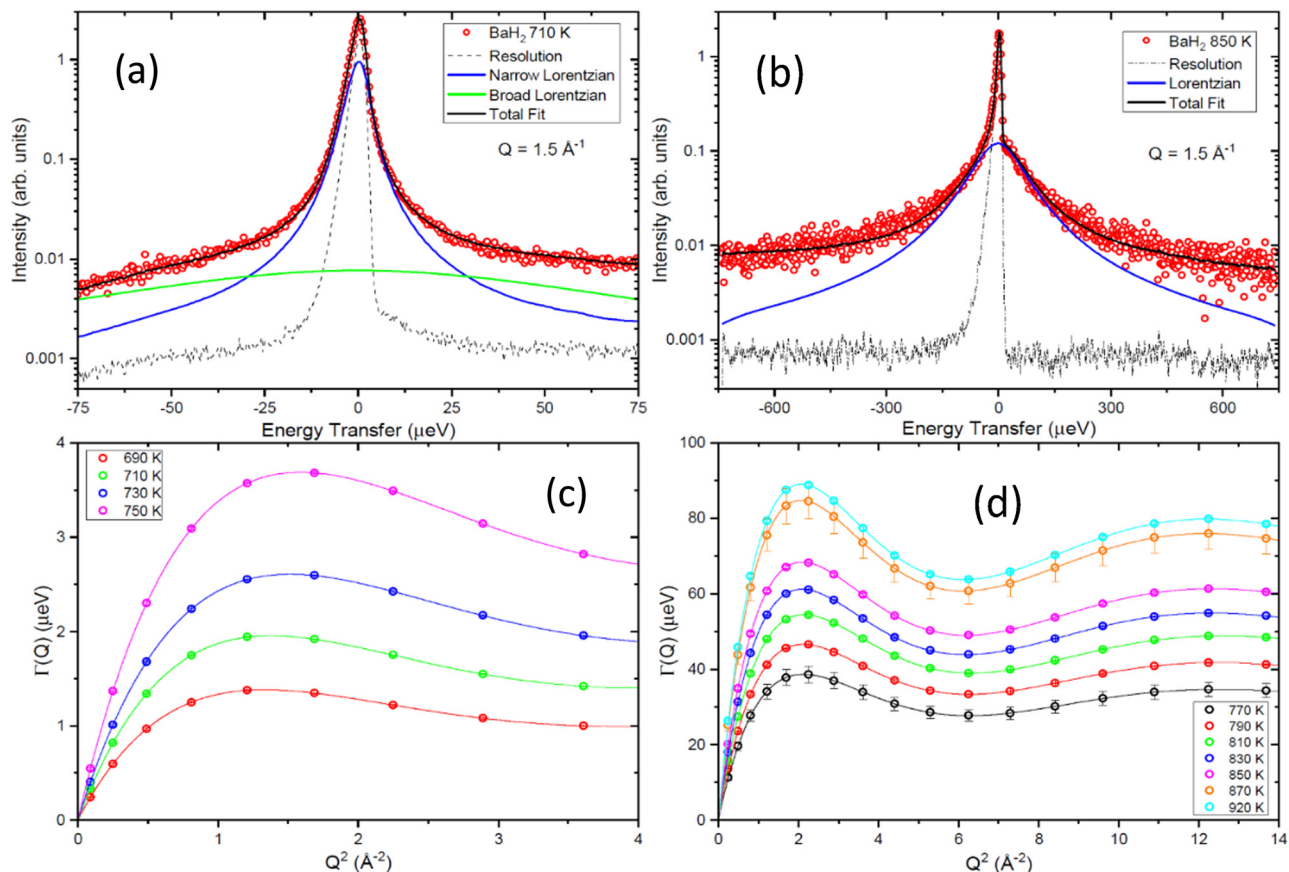 (a)
BaH₂ 710 K
Resolution
Narrow Lorentzian
Broad Lorentzian
Total Fit
Q = 1.5 Å⁻¹
Intensity (arb. units)
1
0.1
0.01
0.001
-75
-50
-25
0
25
50
75
Energy Transfer (μeV)
(b)
BaH₂ 850 K
Resolution
Lorentzian
Total Fit
Q = 1.5 Å⁻¹
Intensity (arb. units)
1
0.1
0.01
0.001
-600
-300
0
300
600
Energy Transfer (μeV)
(c)
690 K
710 K
730 K
750 K
Γ(Q) (μeV)
4
3
2
1
0
0
1
2
3
4
Q² (Å⁻²)
(d)
Γ(Q) (μeV)
100
80
60
40
20
0
770 K
790 K
810 K
830 K
850 K
870 K
920 K
0
2
4
6
8
10
12
14
Q² (Å⁻²)